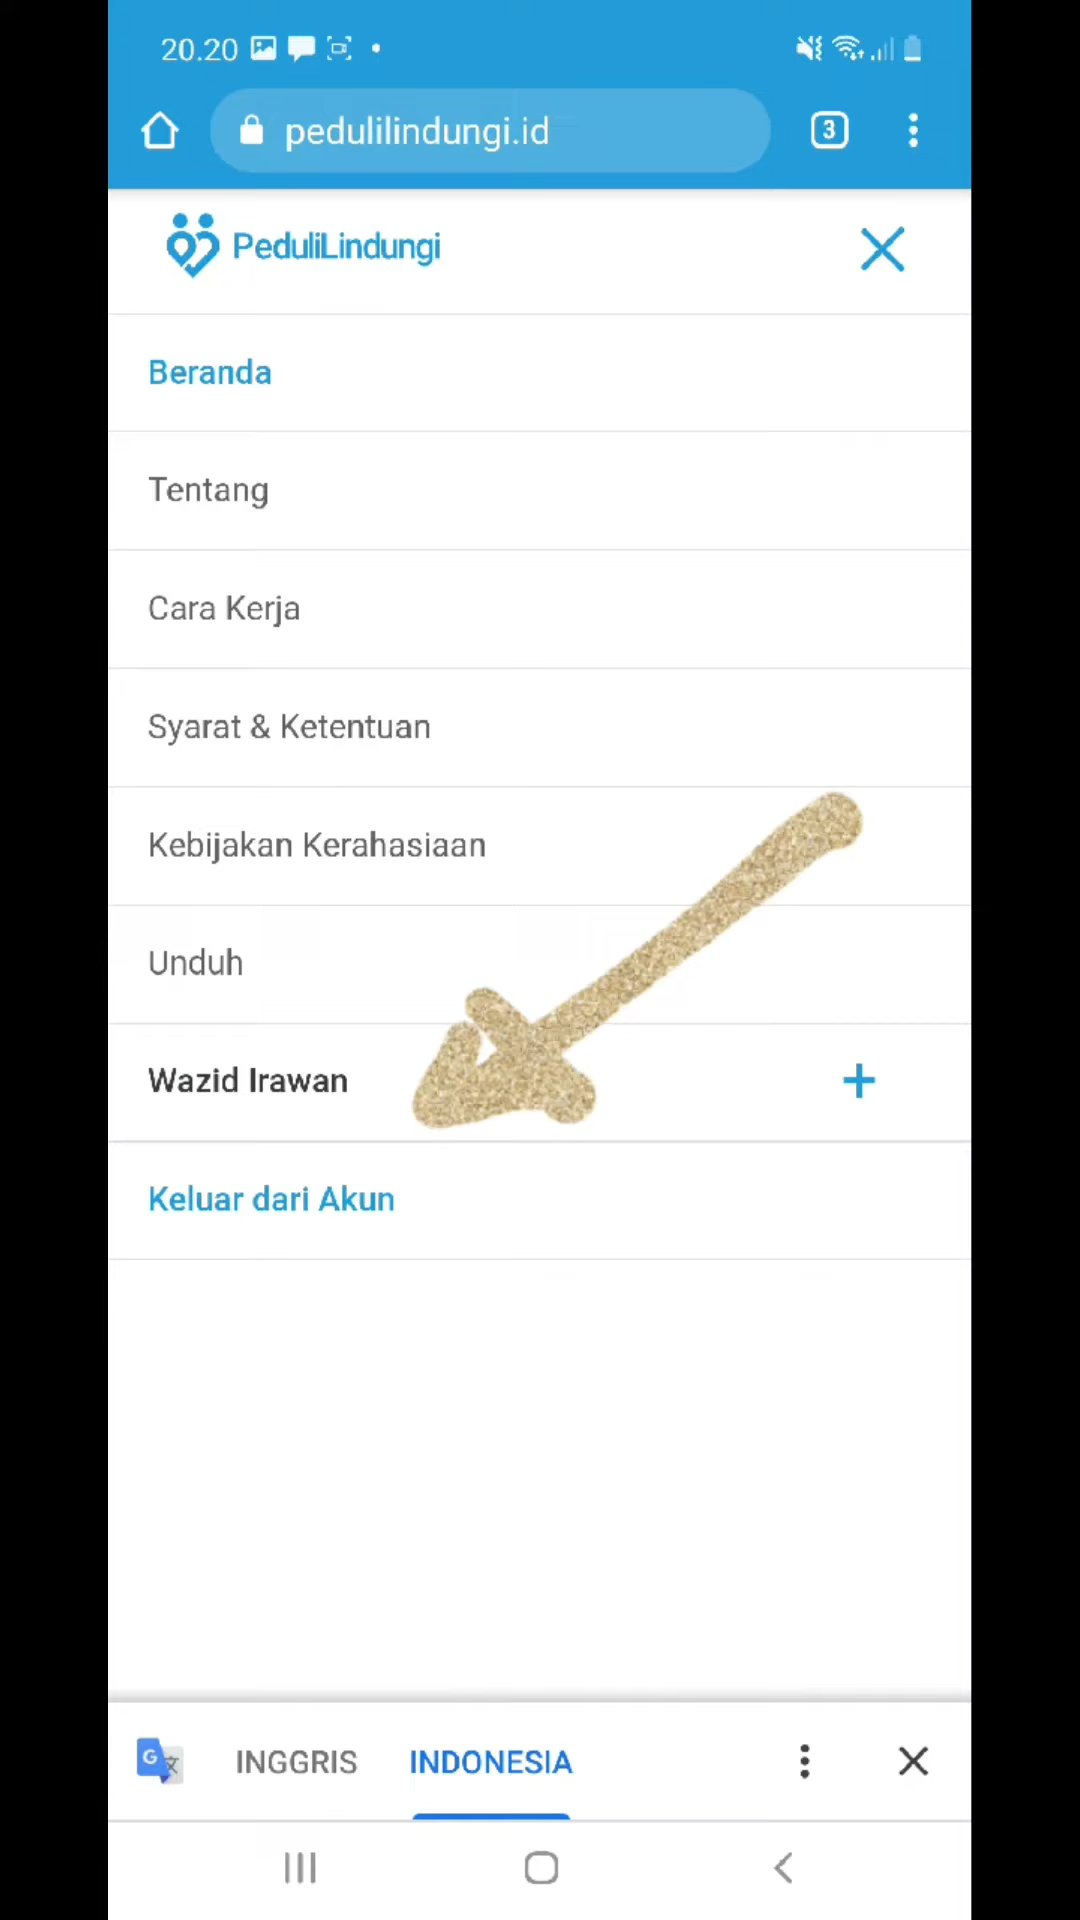 20.20
pedulilindungi.id
3
PeduliLindungi
Beranda
Tentang
Cara Kerja
Syarat & Ketentuan
Kebijakan Kerahasiaan
Unduh
Wazid Irawan
Keluar dari Akun
G 文 INGGRIS INDONESIA